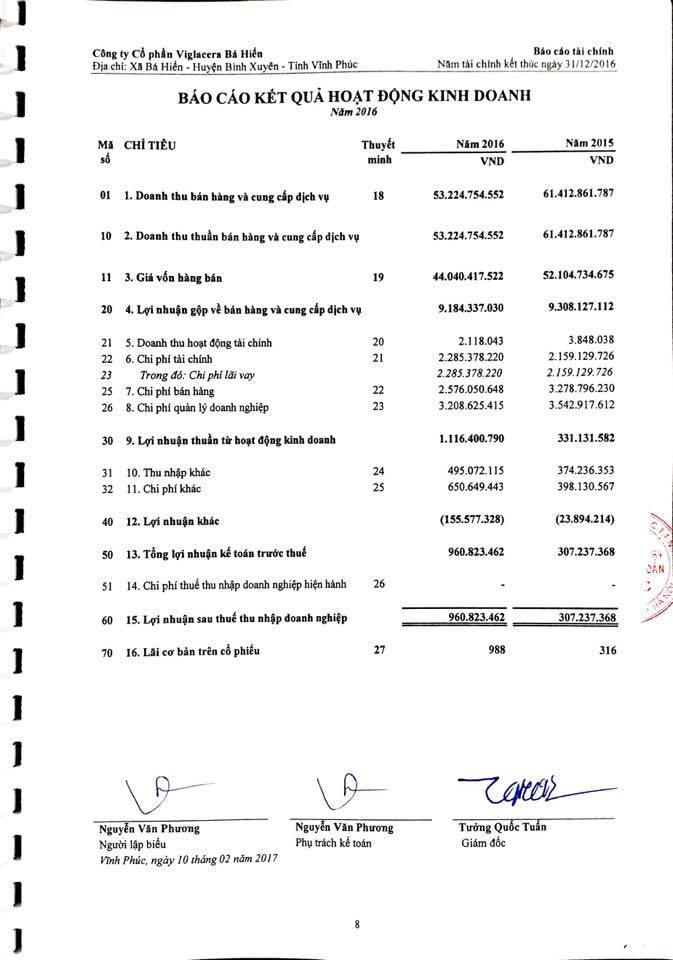 Công ty Cổ phần Viglacera Bá Hiến Báo cáo tài chính
Địa chỉ: Xã Bá Hiến - Huyện Bình Xuyên - Tỉnh Vĩnh Phúc Năm tài chính kết thúc ngày 31/12/2016
BÁO CÁO KẾT QUẢ HOẠT ĐỘNG KINH DOANH
Năm 2016
Mã số CHỈ TIÊU Thuyết minh Năm 2016 VND Năm 2015 VND
01 1. Doanh thu bán hàng và cung cấp dịch vụ 18 53.224.754.552 61.412.861.787
10 2. Doanh thu thuần bán hàng và cung cấp dịch vụ 53.224.754.552 61.412.861.787
11 3. Giá vốn hàng bán 19 44.040.417.522 52.104.734.675
20 4. Lợi nhuận gộp về bán hàng và cung cấp dịch vụ 9.184.337.030 9.308.127.112
21 5. Doanh thu hoạt động tài chính 20 2.118.043 3.848.038
22 6. Chi phí tài chính 21 2.285.378.220 2.159.129.726
23 Trong đó: Chi phí lãi vay 2.285.378.220 2.159.129.726
25 7. Chi phí bán hàng 22 2.576.050.648 3.278.796.230
26 8. Chi phí quản lý doanh nghiệp 23 3.208.625.415 3.542.917.612
30 9. Lợi nhuận thuần từ hoạt động kinh doanh 1.116.400.790 331.131.582
31 10. Thu nhập khác 24 495.072.115 374.236.353
32 11. Chi phí khác 25 650.649.443 398.130.567
40 12. Lợi nhuận khác (155.577.328) (23.894.214)
50 13. Tổng lợi nhuận kế toán trước thuế 960.823.462 307.237.368
51 14. Chi phí thuế thu nhập doanh nghiệp hiện hành 26 - -
60 15. Lợi nhuận sau thuế thu nhập doanh nghiệp 960.823.462 307.237.368
70 16. Lãi cơ bản trên cổ phiếu 27 988 316
Nguyễn Văn Phương Nguyễn Văn Phương Tưởng Quốc Tuấn
Người lập biểu Phụ trách kế toán Giám đốc
Vĩnh Phúc, ngày 10 tháng 02 năm 2017
8